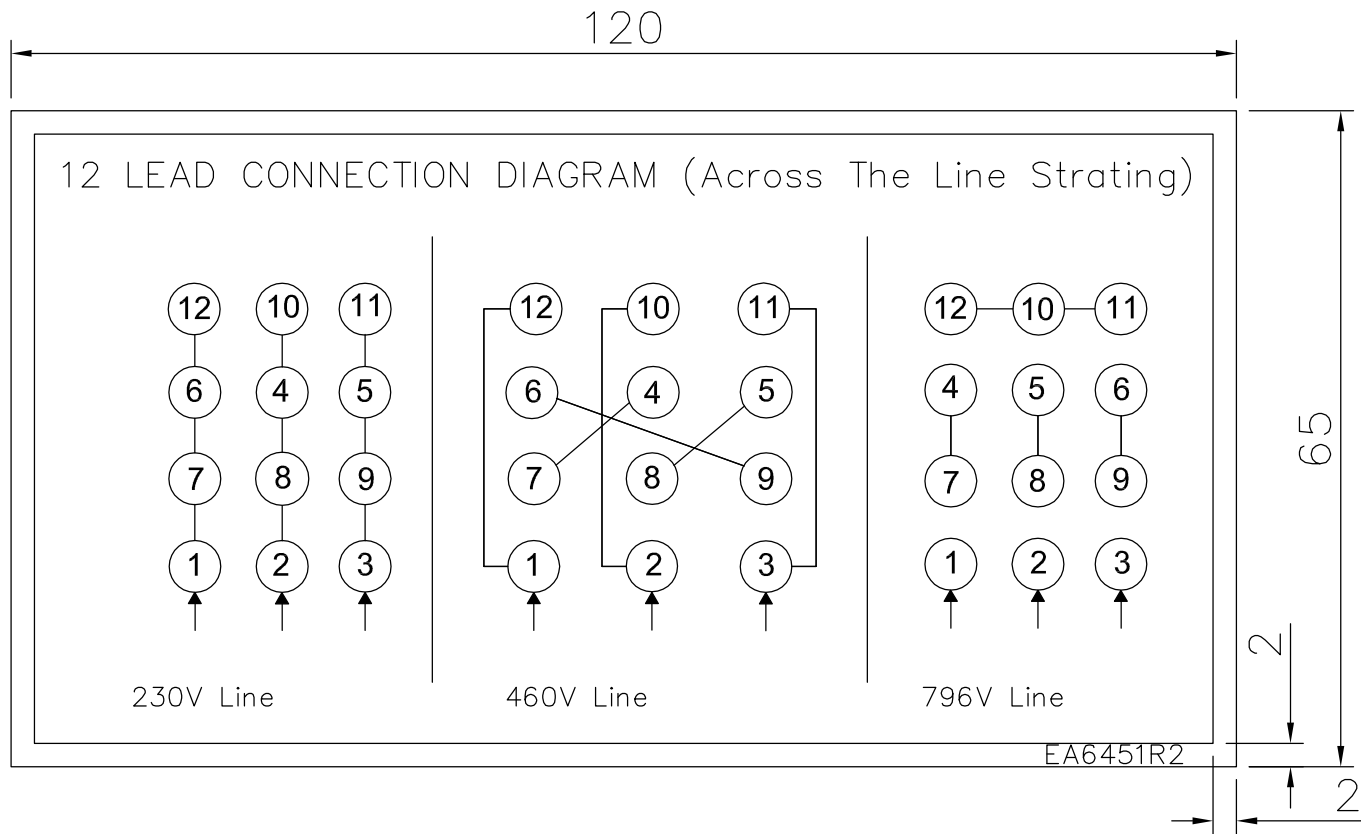 120
12 LEAD CONNECTION DIAGRAM (Across The Line Strating)
12 10 11 12 10 11 12 10 11
6 4 5 6 4 5 4 5 6
7 8 9 7 8 9 7 8 9
1 2 3 1 2 3 1 2 3
230V Line 460V Line 796V Line
EA6451R2
65
2
2